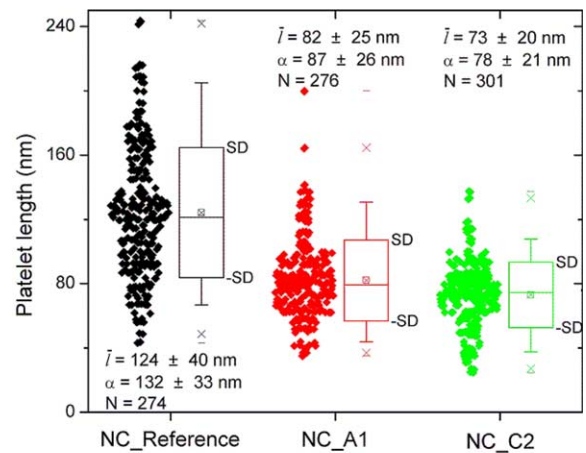 240
160
80
0
Platelet length (nm)
l̄ = 82 ± 25 nm
α = 87 ± 26 nm
N = 276
l̄ = 73 ± 20 nm
α = 78 ± 21 nm
N = 301
SD
-SD
SD
-SD
SD
-SD
l̄ = 124 ± 40 nm
α = 132 ± 33 nm
N = 274
NC_Reference NC_A1 NC_C2